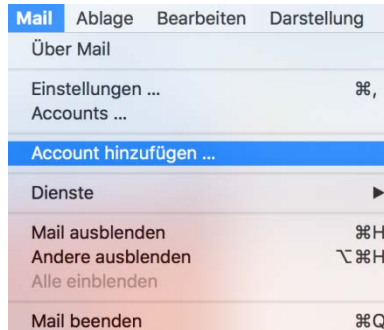 Mail Ablage Bearbeiten Darstellung
Über Mail
Einstellungen ... ⌘,
Accounts ...
Account hinzufügen ...
Dienste ▶
Mail ausblenden ⌘H
Andere ausblenden ⌥⌘H
Alle einblenden
Mail beenden ⌘Q